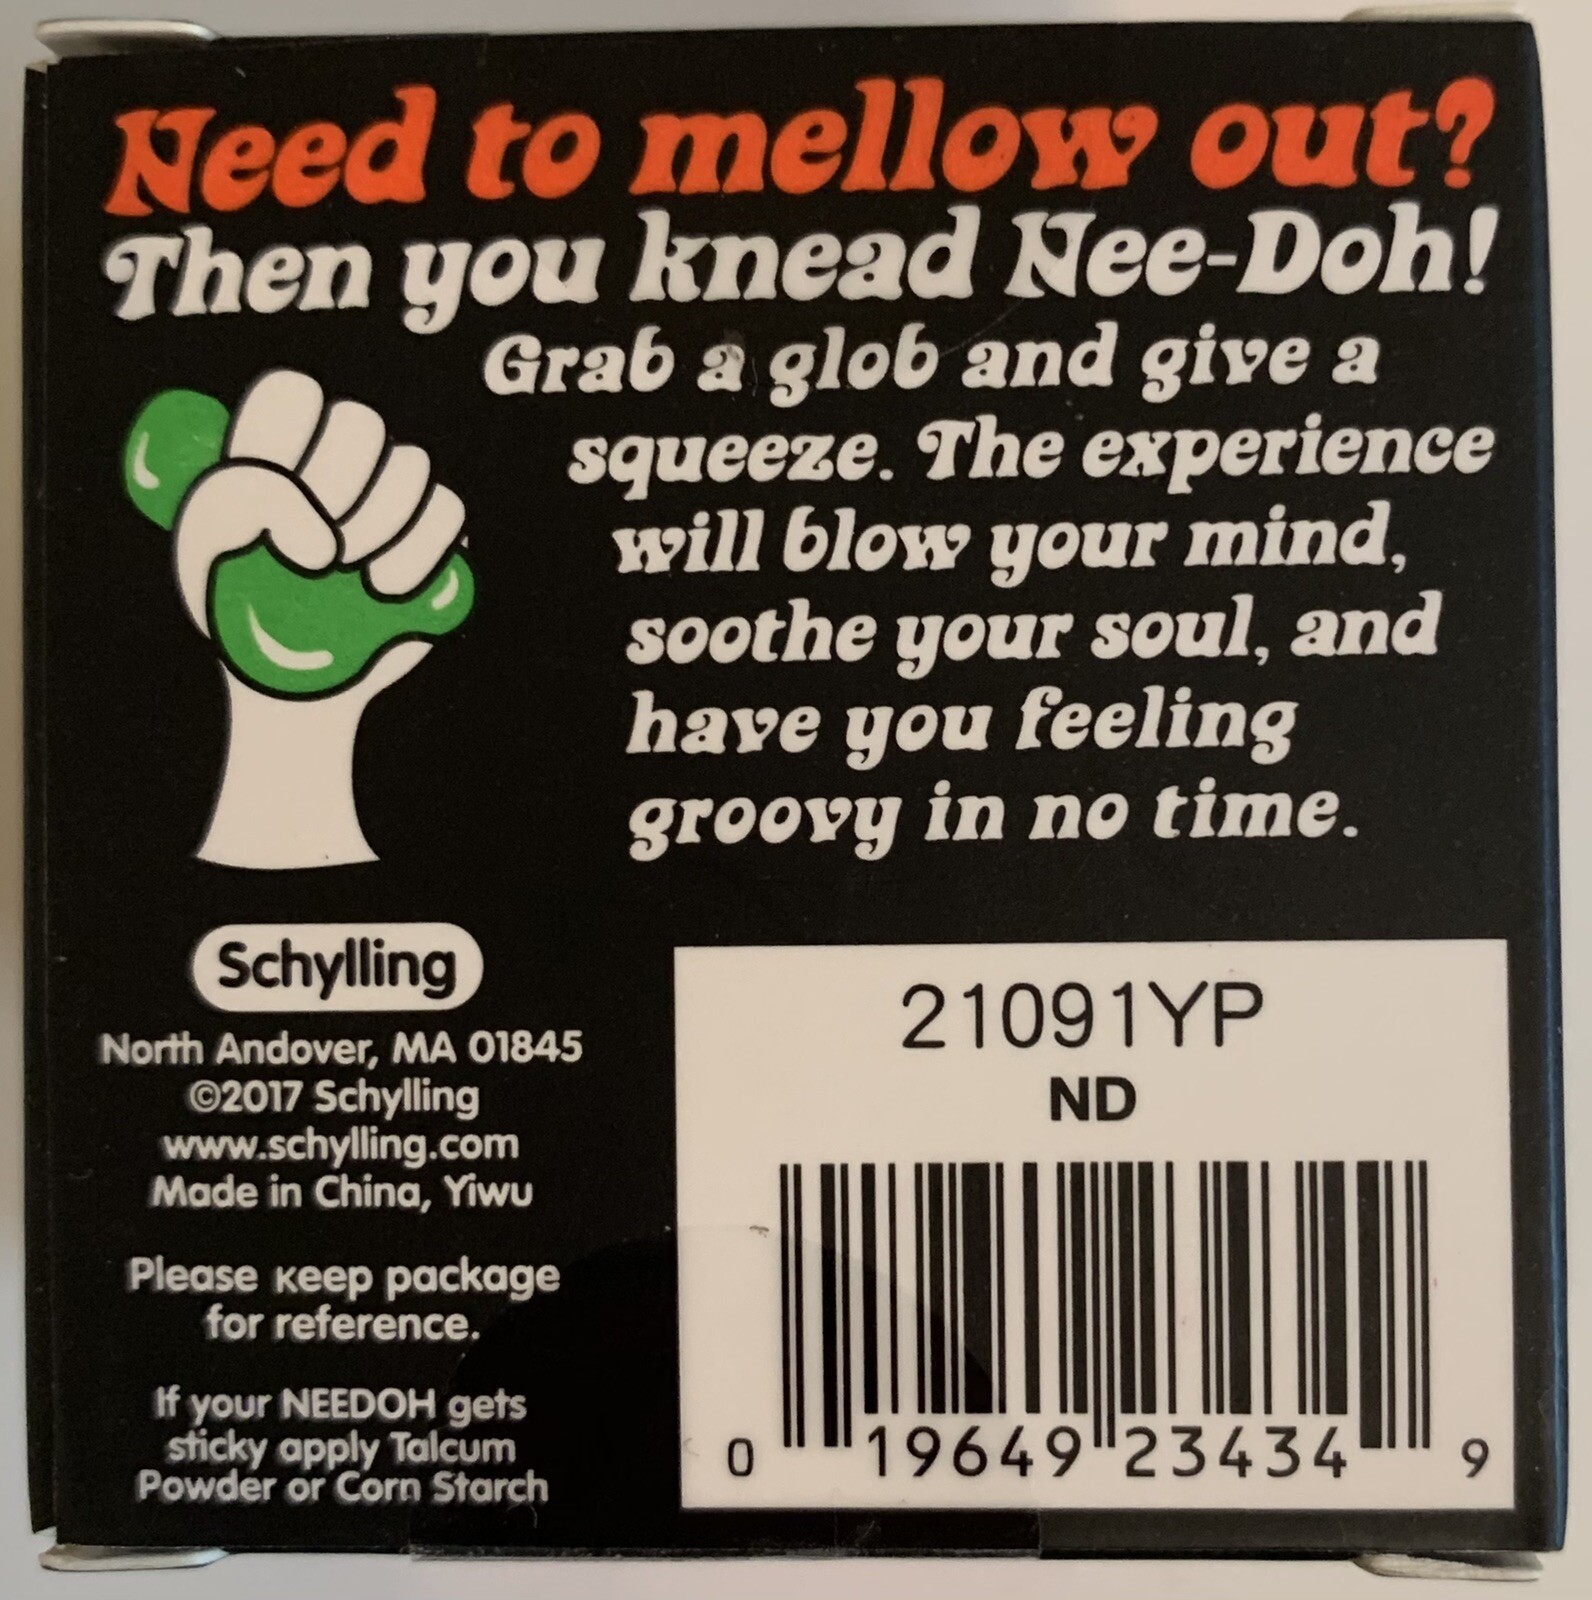 Need to mellow out?
Then you knead Nee-Doh!
Grab a glob and give a
squeeze. The experience
will blow your mind,
soothe your soul, and
have you feeling
groovy in no time.
Schylling
North Andover, MA 01845
©2017 Schylling
www.schylling.com
Made in China, Yiwu
Please keep package
for reference.
If your NEEDOH gets
sticky apply Talcum
Powder or Corn Starch
21091YP
ND
0 19649 23434 9